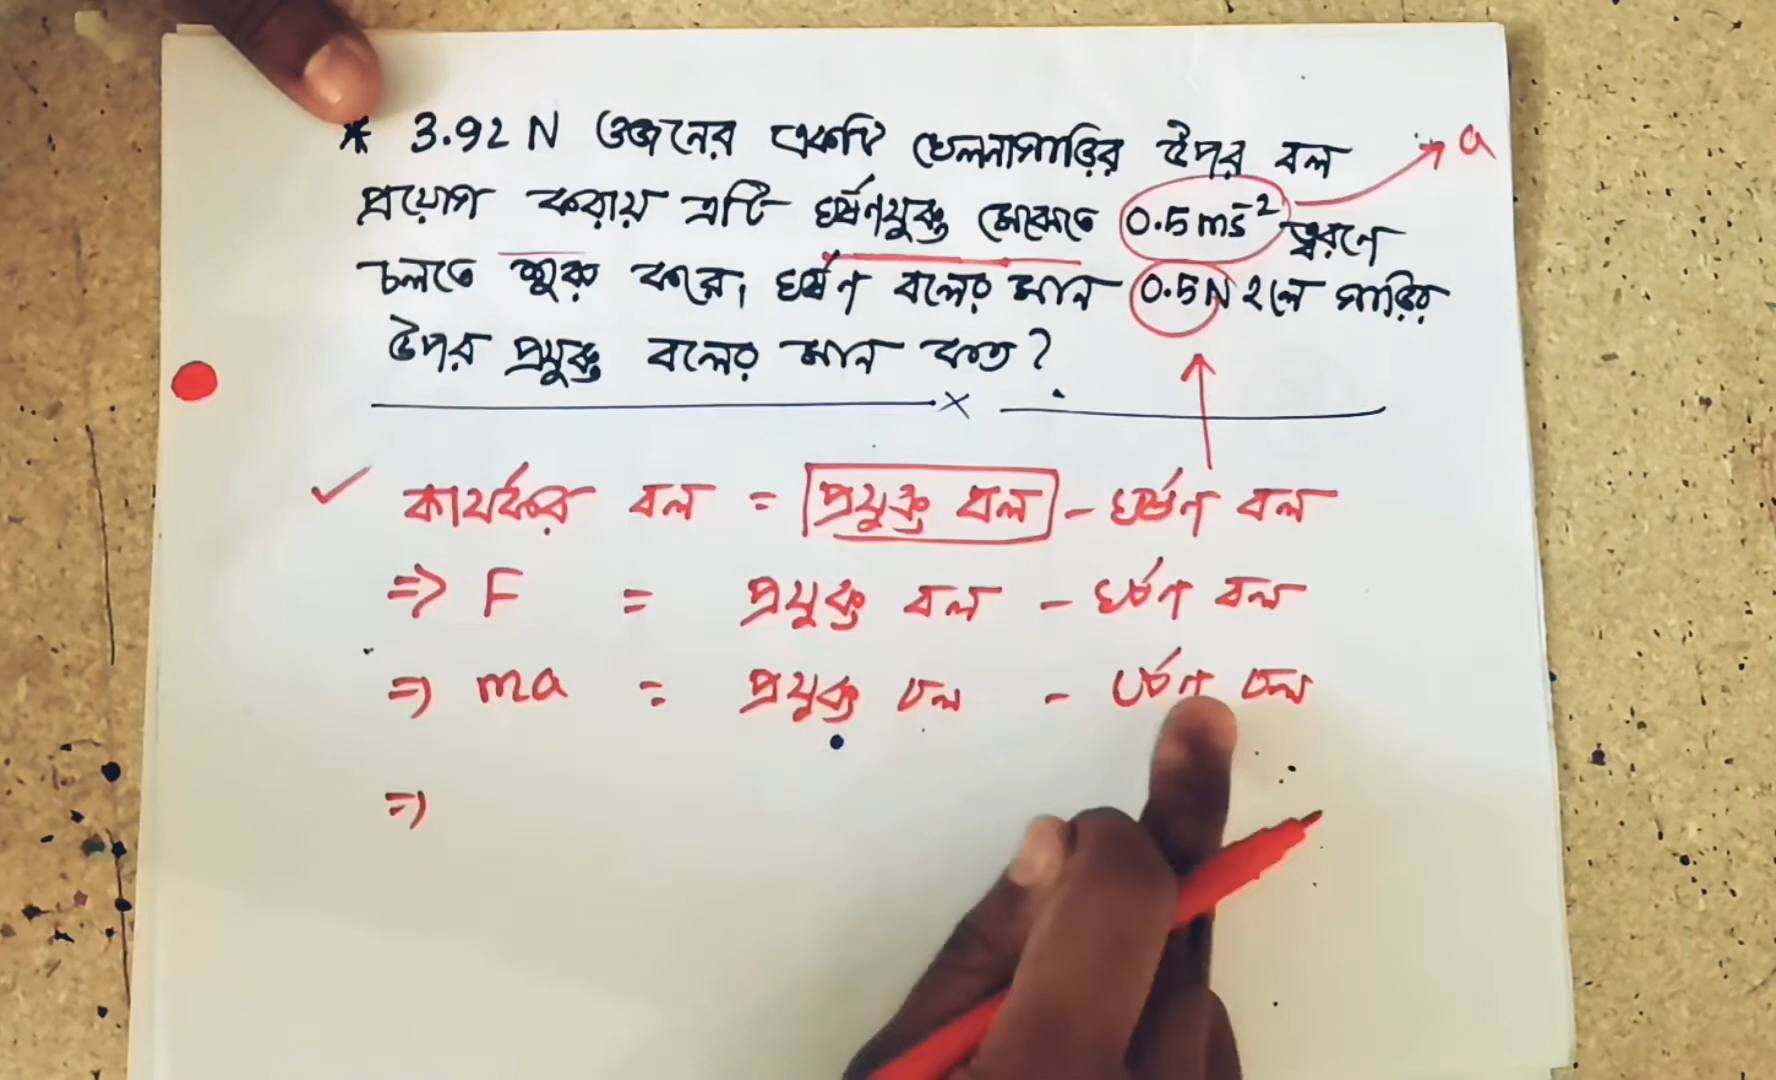 * 3.92 N ওজনের একটি খেলনাগাড়ির উপর বল → a
প্রয়োগ করায় এটি ঘর্ষণযুক্ত মেঝেতে 0.5 ms⁻² ত্বরণে
চলতে শুরু করে। ঘর্ষণ বলের মান 0.5N হলে গাড়ির
উপর প্রযুক্ত বলের মান কত?
x
✓ কার্যকর বল = প্রযুক্ত বল - ঘর্ষণ বল
=> F = প্রযুক্ত বল - ঘর্ষণ বল
=> ma = প্রযুক্ত বল - ঘর্ষণ বল
=>